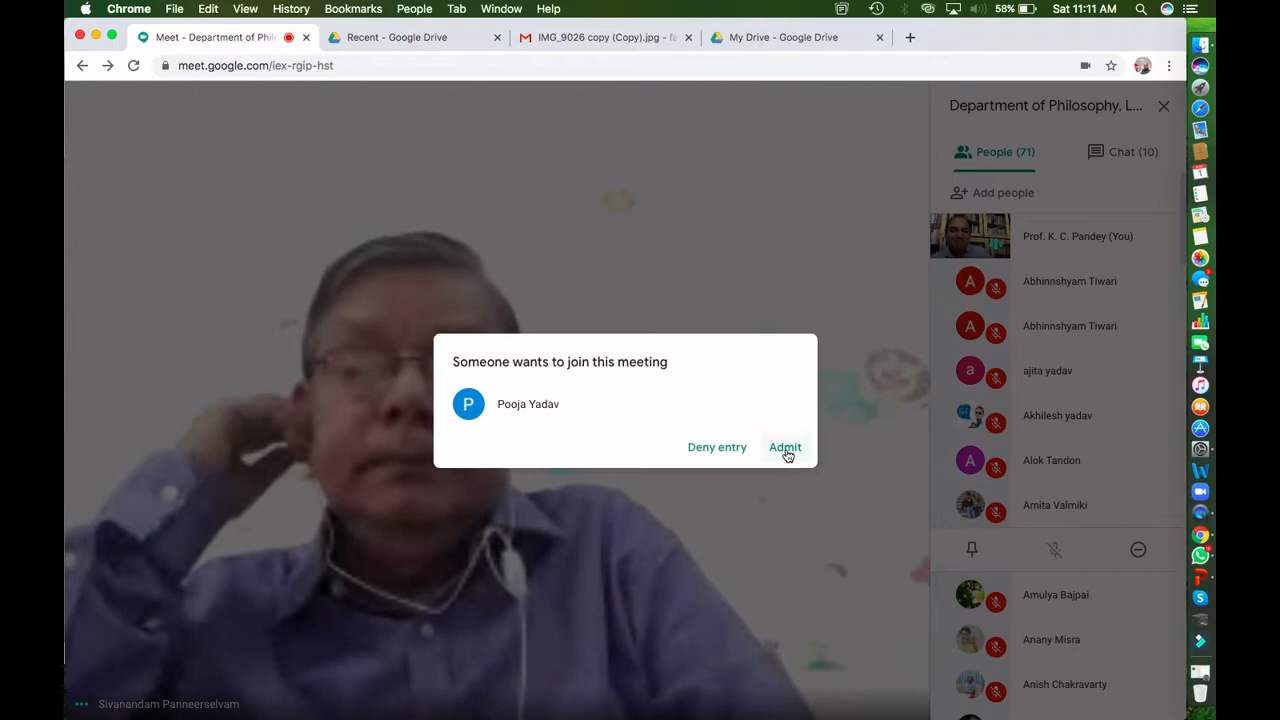 Chrome File Edit View History Bookmarks People Tab Window Help 58% Sat 11:11 AM
Meet - Department of Phil Recent - Google Drive IMG_9026 copy (Copy).jpg - My Drive - Google Drive
meet.google.com/iex-rgip-hst
Department of Philosophy, L...
People (71) Chat (10)
Add people
Prof. K. C. Pandey (You)
A Abhinnshyam Tiwari
A Abhinnshyam Tiwari
a ajita yadav
Akhilesh yadav
A Alok Tandon
Amita Valmiki
Amulya Bajpai
Anany Misra
Anish Chakravarty
Someone wants to join this meeting
P Pooja Yadav
Deny entry Admit
Sivanandam Panneerselvam